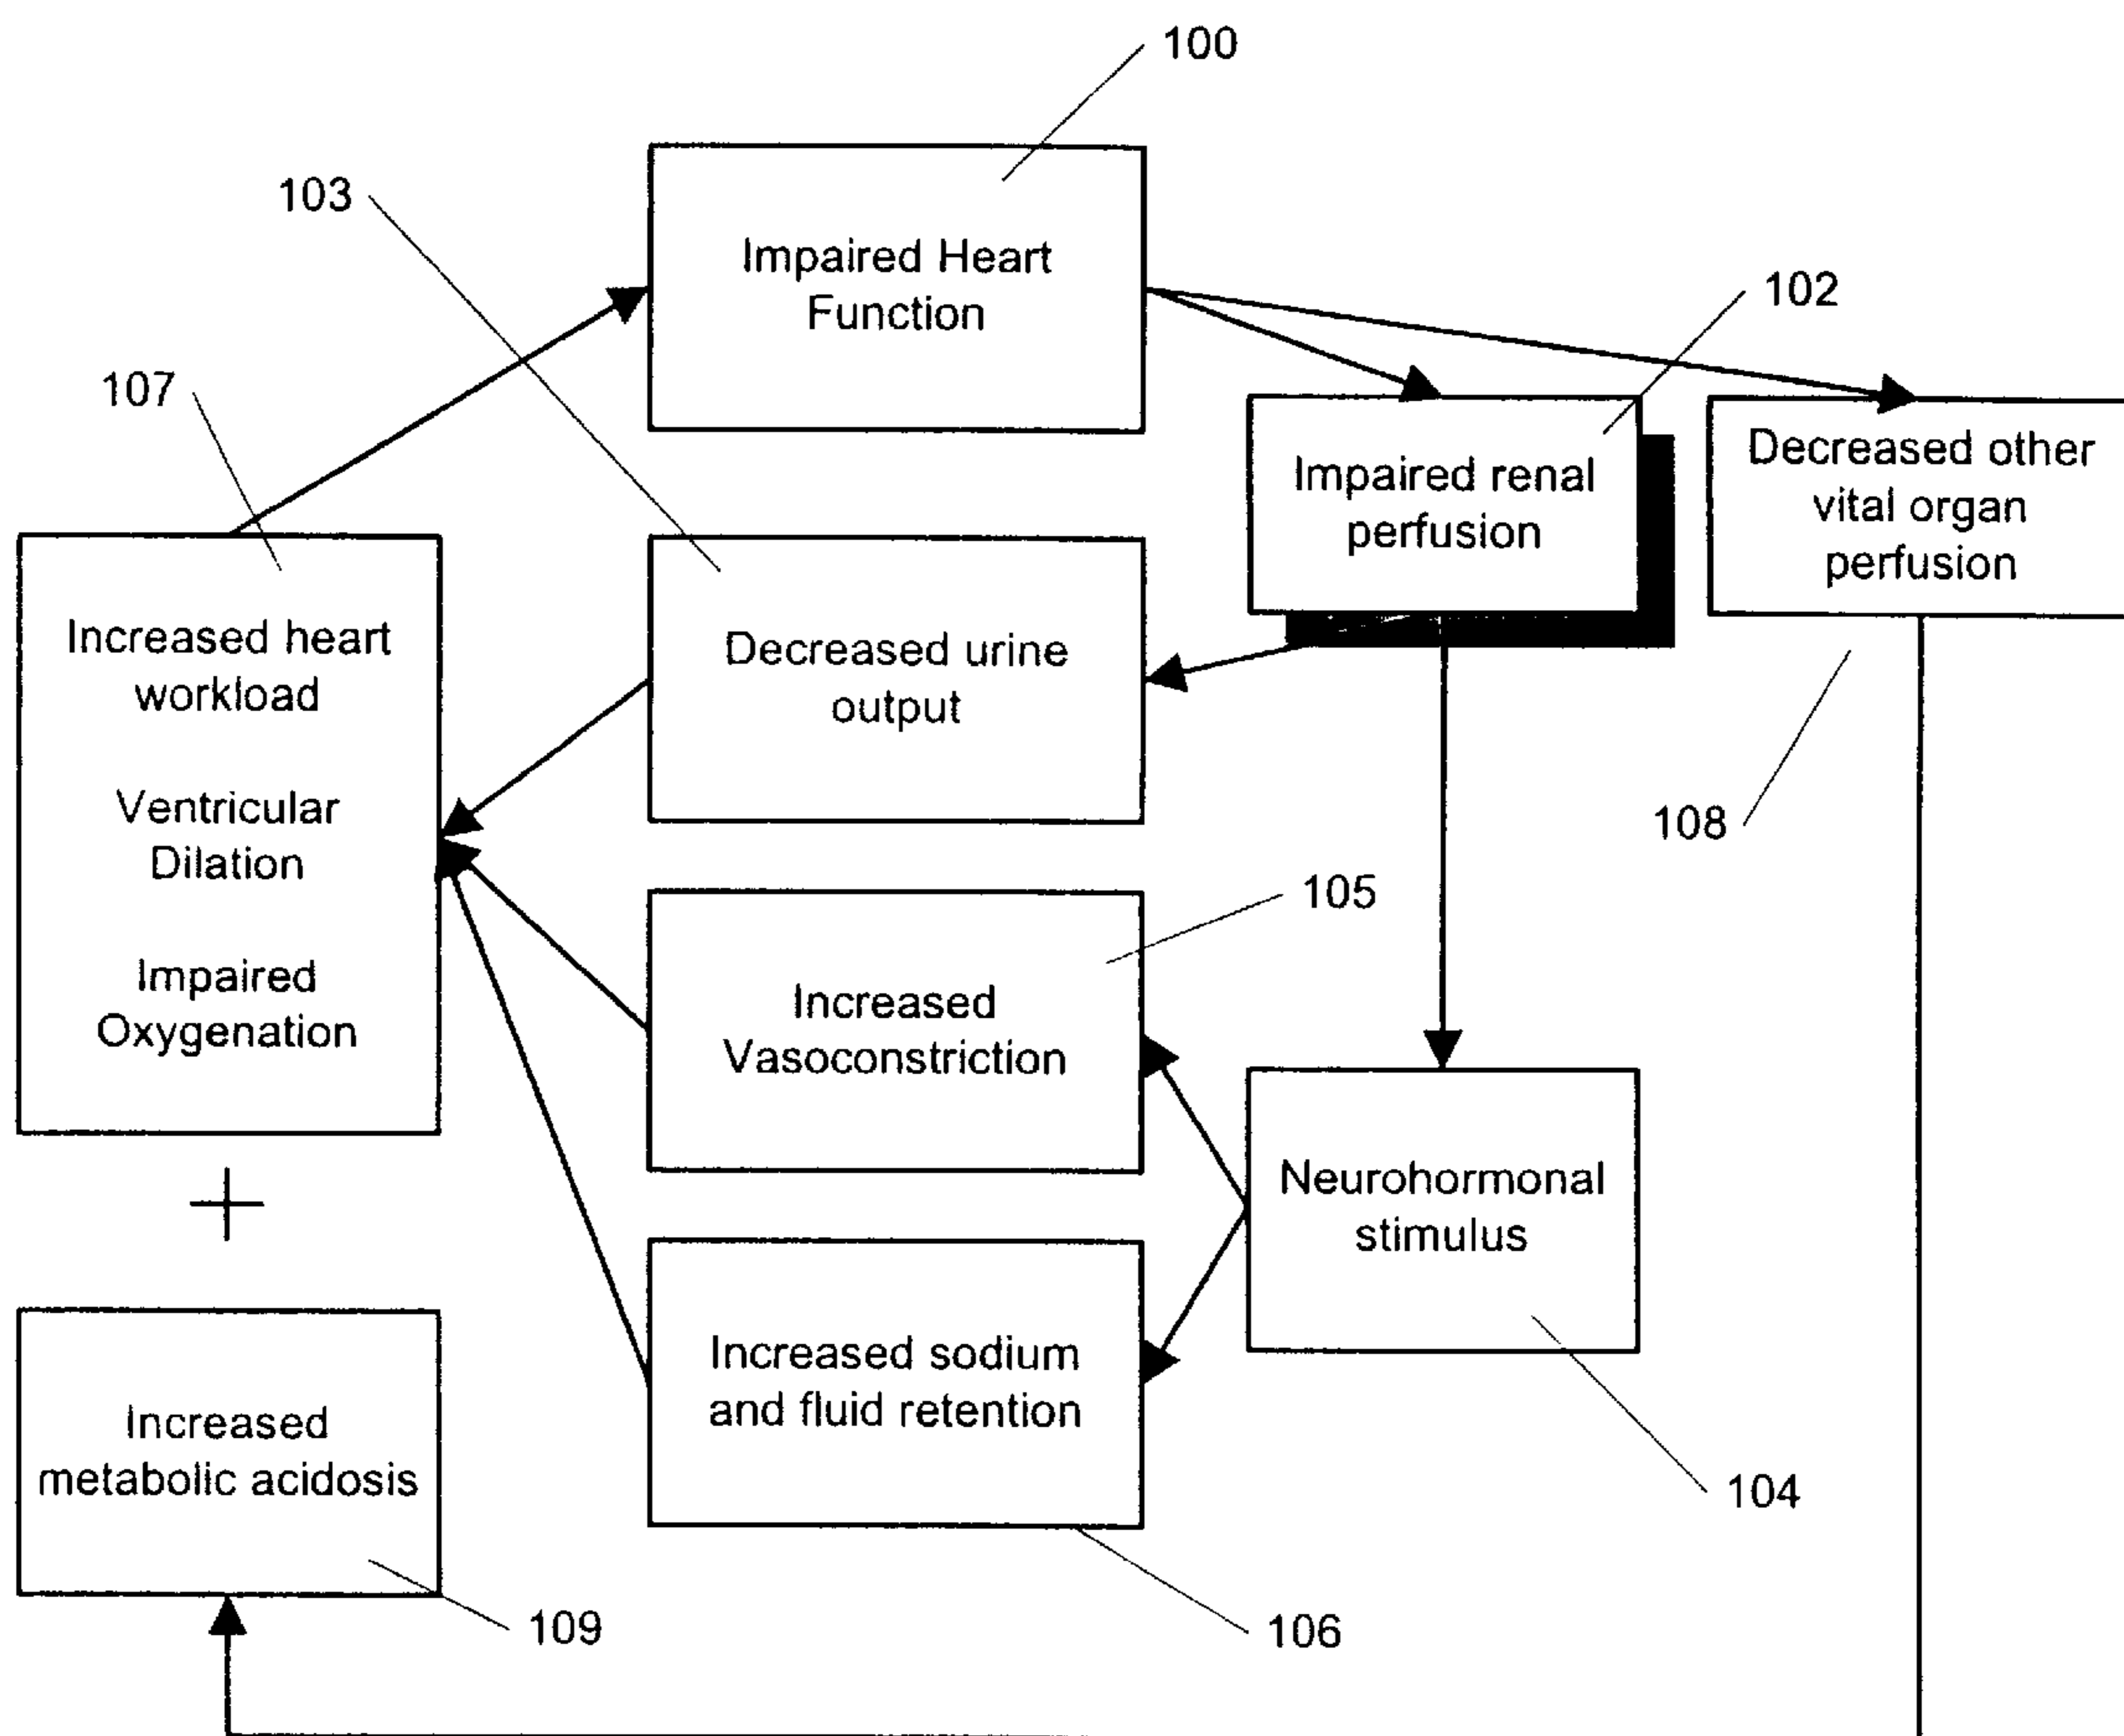 100
103
Impaired Heart
Function
102
107
Impaired renal
perfusion
Decreased other
vital organ
perfusion
Increased heart
workload
Ventricular
Dilation
Impaired
Oxygenation
Decreased urine
output
108
105
Increased
Vasoconstriction
Neurohormonal
stimulus
Increased sodium
and fluid retention
Increased
metabolic acidosis
104
109
106